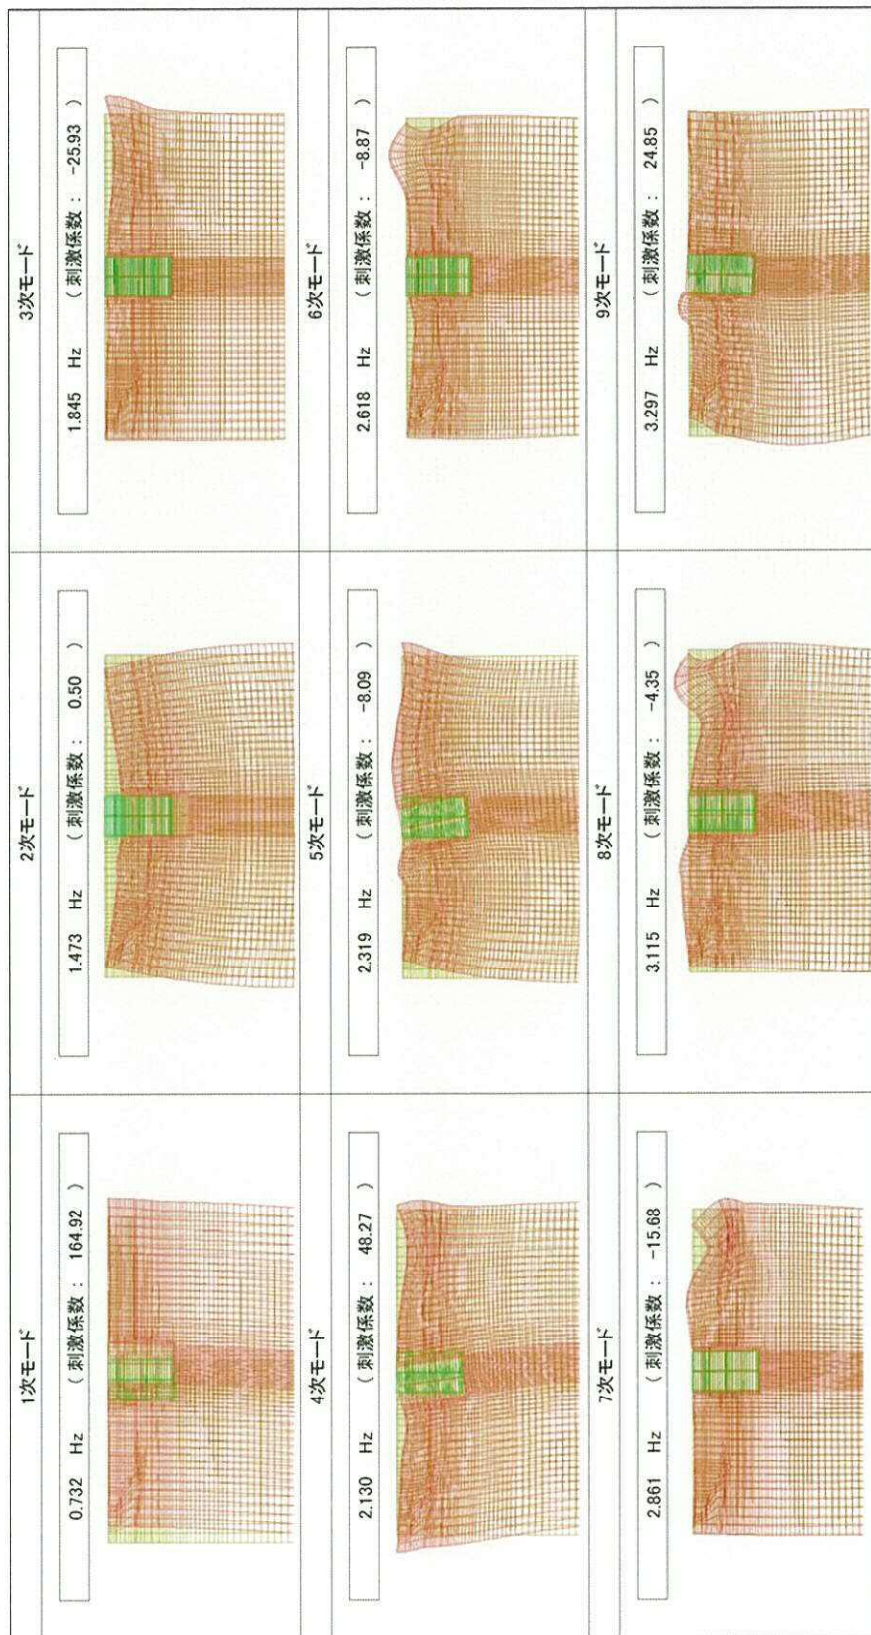 1次モード
0.732 Hz (刺激係数: 164.92 )
2次モード
1.473 Hz (刺激係数: 0.50 )
3次モード
1.845 Hz (刺激係数: -25.93 )
4次モード
2.130 Hz (刺激係数: 48.27 )
5次モード
2.319 Hz (刺激係数: -8.09 )
6次モード
2.618 Hz (刺激係数: -8.87 )
7次モード
2.861 Hz (刺激係数: -15.68 )
8次モード
3.115 Hz (刺激係数: -4.35 )
9次モード
3.297 Hz (刺激係数: 24.85 )